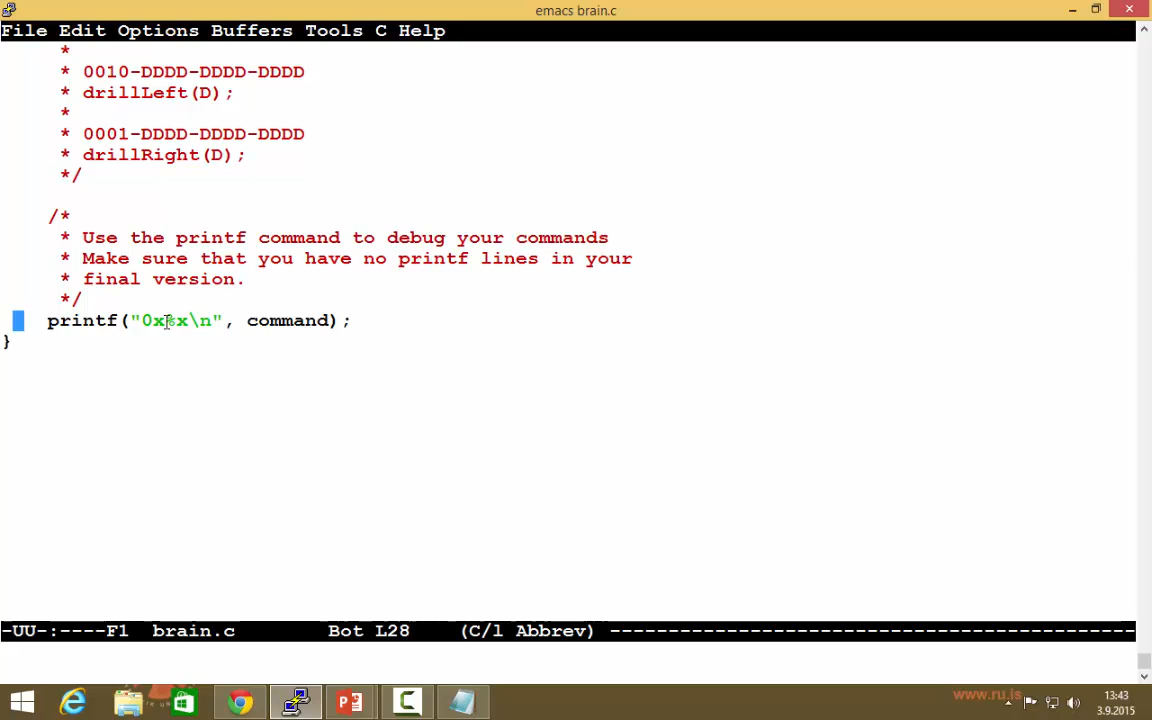 emacs brain.c
File Edit Options Buffers Tools C Help
*
* 0010-DDDD-DDDD-DDDD
* drillLeft(D);
*
* 0001-DDDD-DDDD-DDDD
* drillRight(D);
*/
/*
* Use the printf command to debug your commands
* Make sure that you have no printf lines in your
* final version.
*/
printf("0x%x\n", command);
}
-UU-:----F1 brain.c Bot L28 (C/l Abbrev) ---------------------------------------------
www.ru.is
13:43
3.9.2015